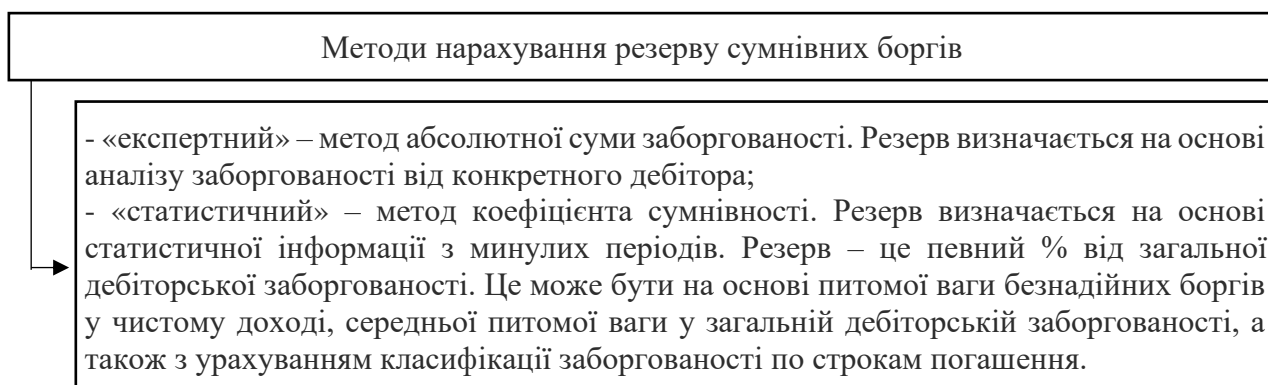 Методи нарахування резерву сумнівних боргів
- «експертний» – метод абсолютної суми заборгованості. Резерв визначається на основі
аналізу заборгованості від конкретного дебітора;
- «статистичний» – метод коефіцієнта сумнівності. Резерв визначається на основі
статистичної інформації з минулих періодів. Резерв – це певний % від загальної
дебіторської заборгованості. Це може бути на основі питомої ваги безнадійних боргів
у чистому доході, середньої питомої ваги у загальній дебіторській заборгованості, а
також з урахуванням класифікації заборгованості по строкам погашення.